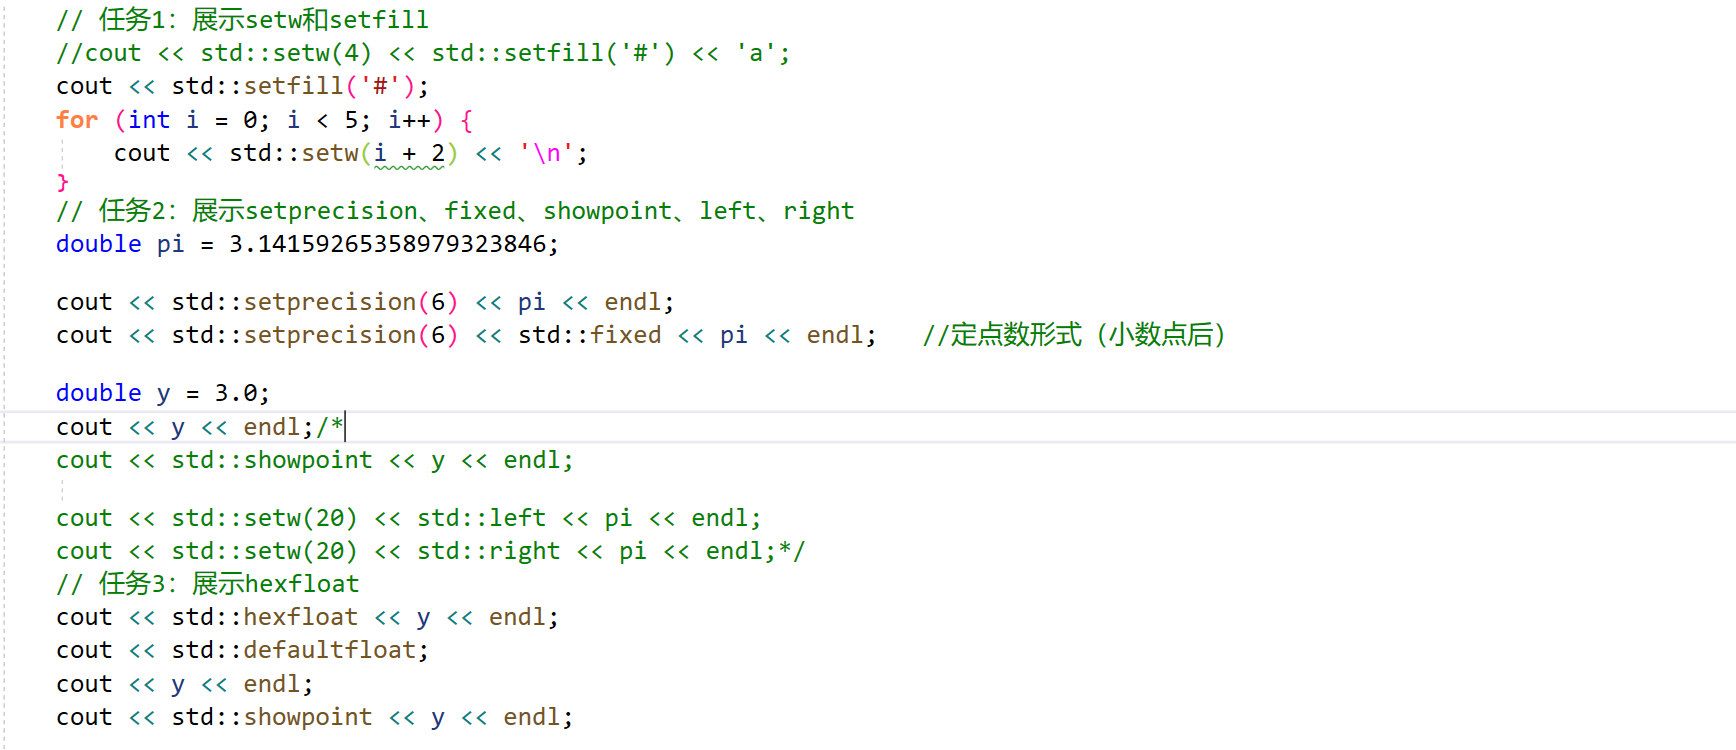 // 任务1：展示setw和setfill
//cout << std::setw(4) << std::setfill('#') << 'a';
cout << std::setfill('#');
for (int i = 0; i < 5; i++) {
    cout << std::setw(i + 2) << '\n';
}
// 任务2：展示setprecision、fixed、showpoint、left、right
double pi = 3.14159265358979323846;
cout << std::setprecision(6) << pi << endl;
cout << std::setprecision(6) << std::fixed << pi << endl;   //定点数形式（小数点后）
double y = 3.0;
cout << y << endl;/*
cout << std::showpoint << y << endl;
cout << std::setw(20) << std::left << pi << endl;
cout << std::setw(20) << std::right << pi << endl;*/
// 任务3：展示hexfloat
cout << std::hexfloat << y << endl;
cout << std::defaultfloat;
cout << y << endl;
cout << std::showpoint << y << endl;